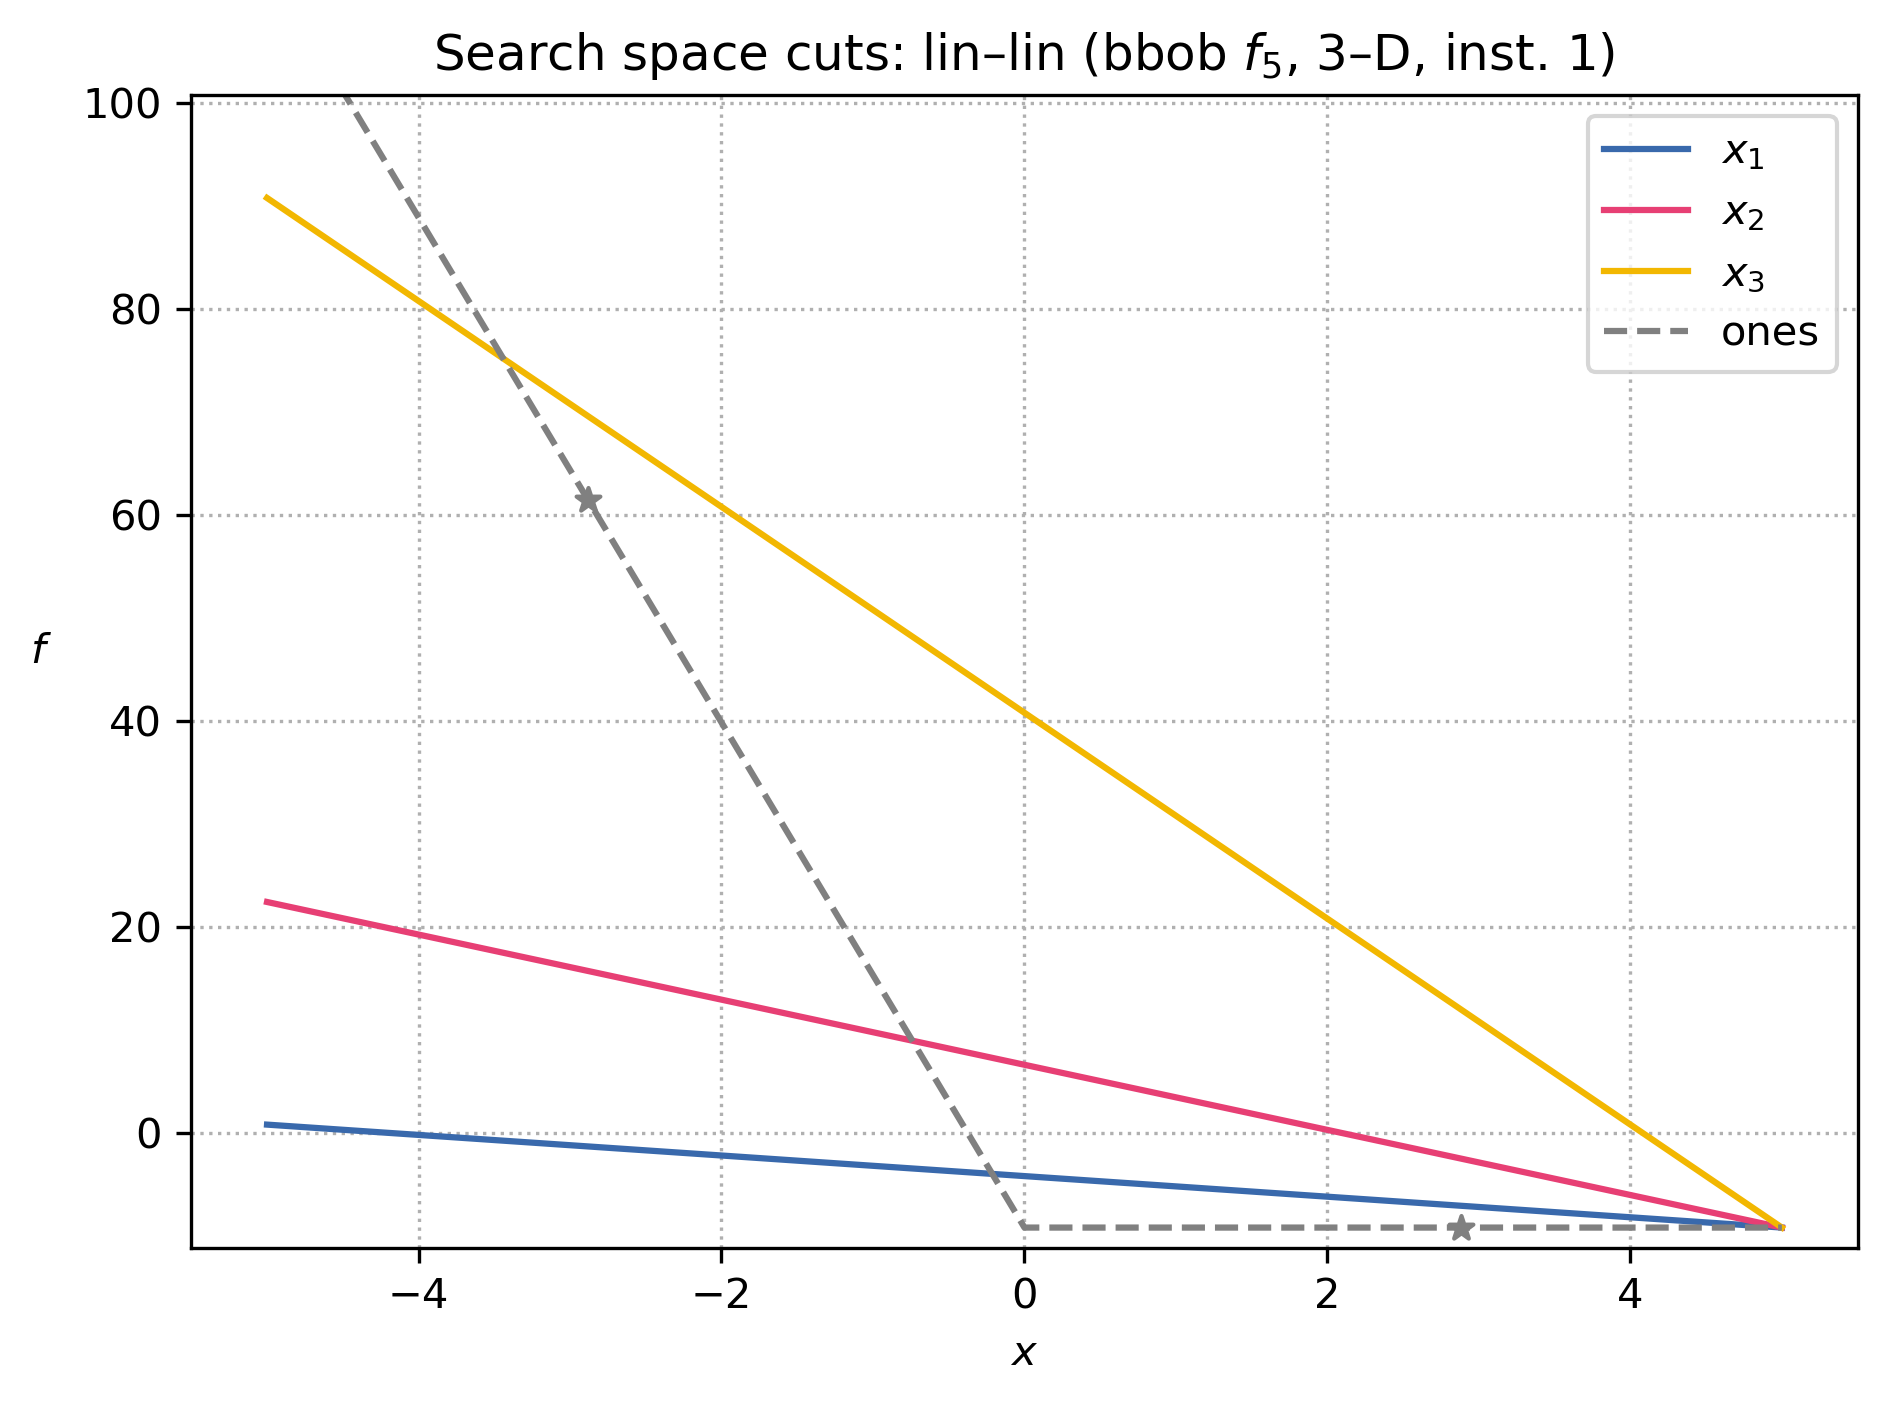 Search space cuts: lin–lin (bbob f₅, 3–D, inst. 1)
100
80
60
40
20
0
f
x₁
x₂
x₃
ones
−4 −2 0 2 4
x